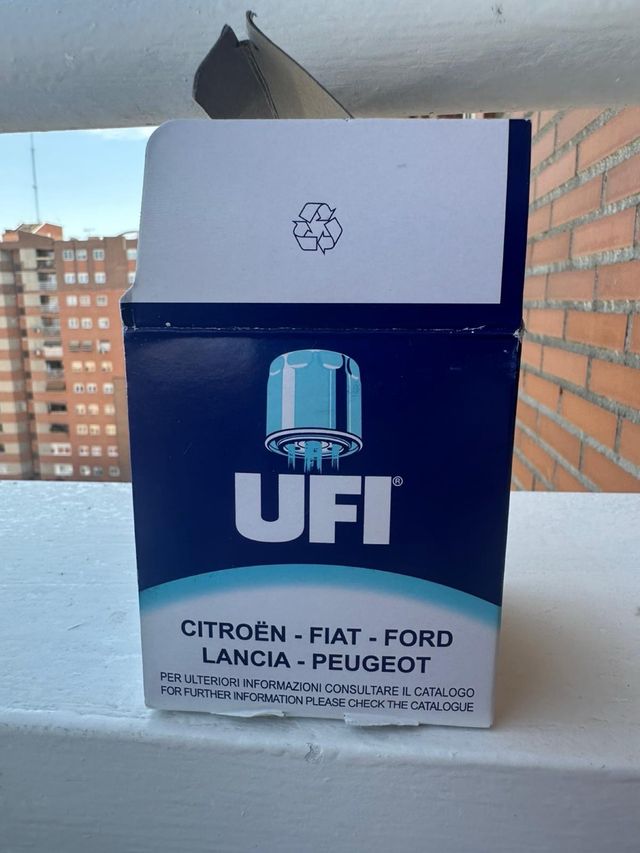 UFI®
CITROËN - FIAT - FORD
LANCIA - PEUGEOT
PER ULTERIORI INFORMAZIONI CONSULTARE IL CATALOGO
FOR FURTHER INFORMATION PLEASE CHECK THE CATALOGUE